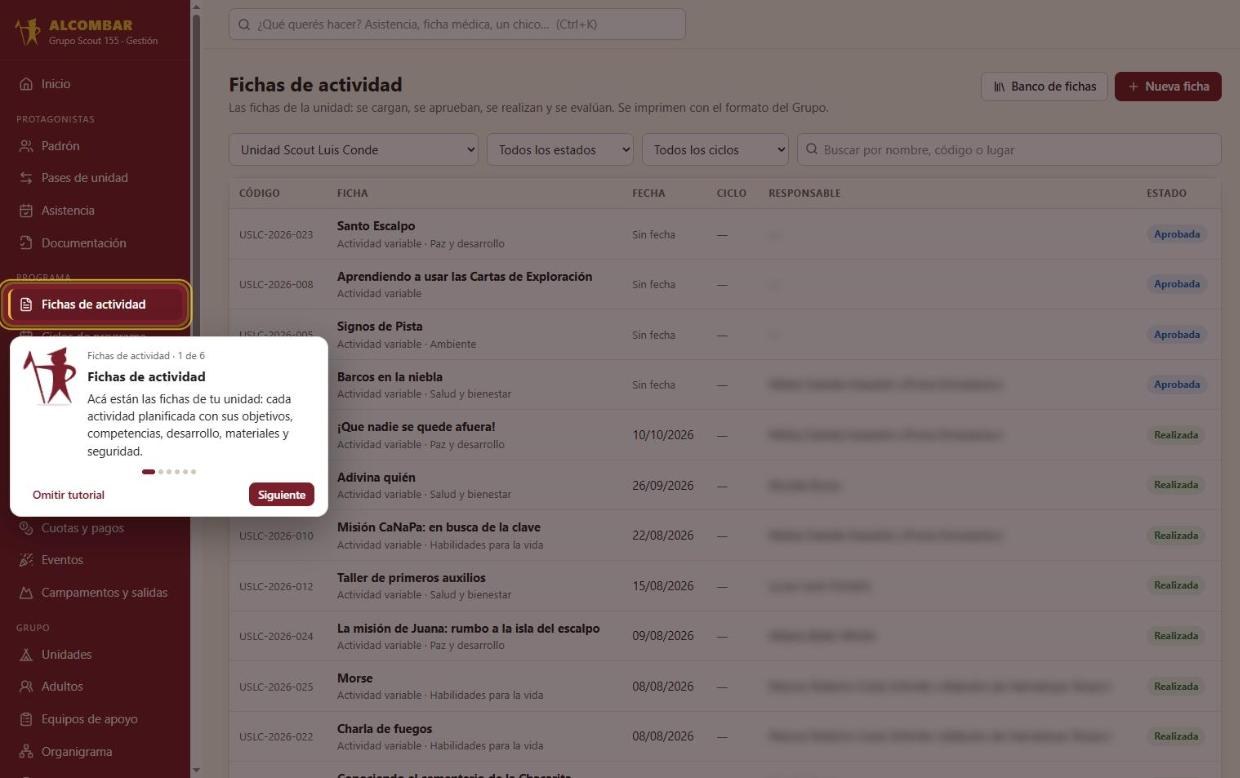 ALCOMBAR
Grupo Scout 155 · Gestión
¿Qué querés hacer? Asistencia, ficha médica, un chico... (Ctrl+K)
Inicio
PROTAGONISTAS
Padrón
Pases de unidad
Asistencia
Documentación
PROGRAMA
Fichas de actividad
Ciclos de programa
Fichas de actividad · 1 de 6
Fichas de actividad
Acá están las fichas de tu unidad: cada
actividad planificada con sus objetivos,
competencias, desarrollo, materiales y
seguridad.
Omitir tutorial
Siguiente
Cuotas y pagos
Eventos
Campamentos y salidas
GRUPO
Unidades
Adultos
Equipos de apoyo
Organigrama
Fichas de actividad
Las fichas de la unidad: se cargan, se aprueban, se realizan y se evalúan. Se imprimen con el formato del Grupo.
Banco de fichas
+ Nueva ficha
Unidad Scout Luis Conde
Todos los estados
Todos los ciclos
Buscar por nombre, código o lugar
CÓDIGO FICHA FECHA CICLO RESPONSABLE ESTADO
USLC-2026-023 Santo Escalpo Sin fecha — — Aprobada
Actividad variable · Paz y desarrollo
USLC-2026-008 Aprendiendo a usar las Cartas de Exploración Sin fecha — Aprobada
Actividad variable
USLC-2026-005 Signos de Pista Sin fecha — Aprobada
Actividad variable · Ambiente
Barcos en la niebla Sin fecha — Aprobada
Actividad variable · Salud y bienestar
¡Que nadie se quede afuera! 10/10/2026 — Realizada
Actividad variable · Paz y desarrollo
Adivina quién 26/09/2026 — Realizada
Actividad variable · Salud y bienestar
USLC-2026-010 Misión CaNaPa: en busca de la clave 22/08/2026 — Realizada
Actividad variable · Habilidades para la vida
USLC-2026-012 Taller de primeros auxilios 15/08/2026 — Realizada
Actividad variable · Salud y bienestar
USLC-2026-024 La misión de Juana: rumbo a la isla del escalpo 09/08/2026 — Realizada
Actividad variable · Paz y desarrollo
USLC-2026-025 Morse 08/08/2026 — Realizada
Actividad variable · Habilidades para la vida
USLC-2026-022 Charla de fuegos 08/08/2026 — Realizada
Actividad variable · Habilidades para la vida
Conociendo el cementerio de la Chacarita